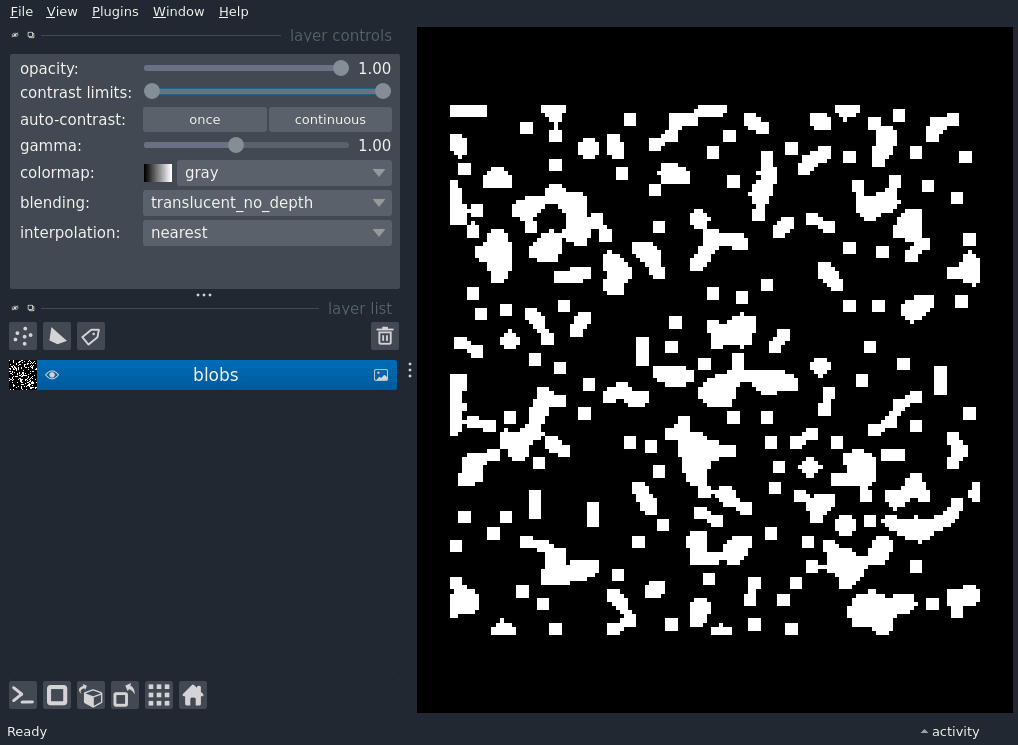 File View Plugins Window Help
layer controls
opacity: 1.00
contrast limits:
auto-contrast: once continuous
gamma: 1.00
colormap: gray
blending: translucent_no_depth
interpolation: nearest
layer list
blobs
Ready activity